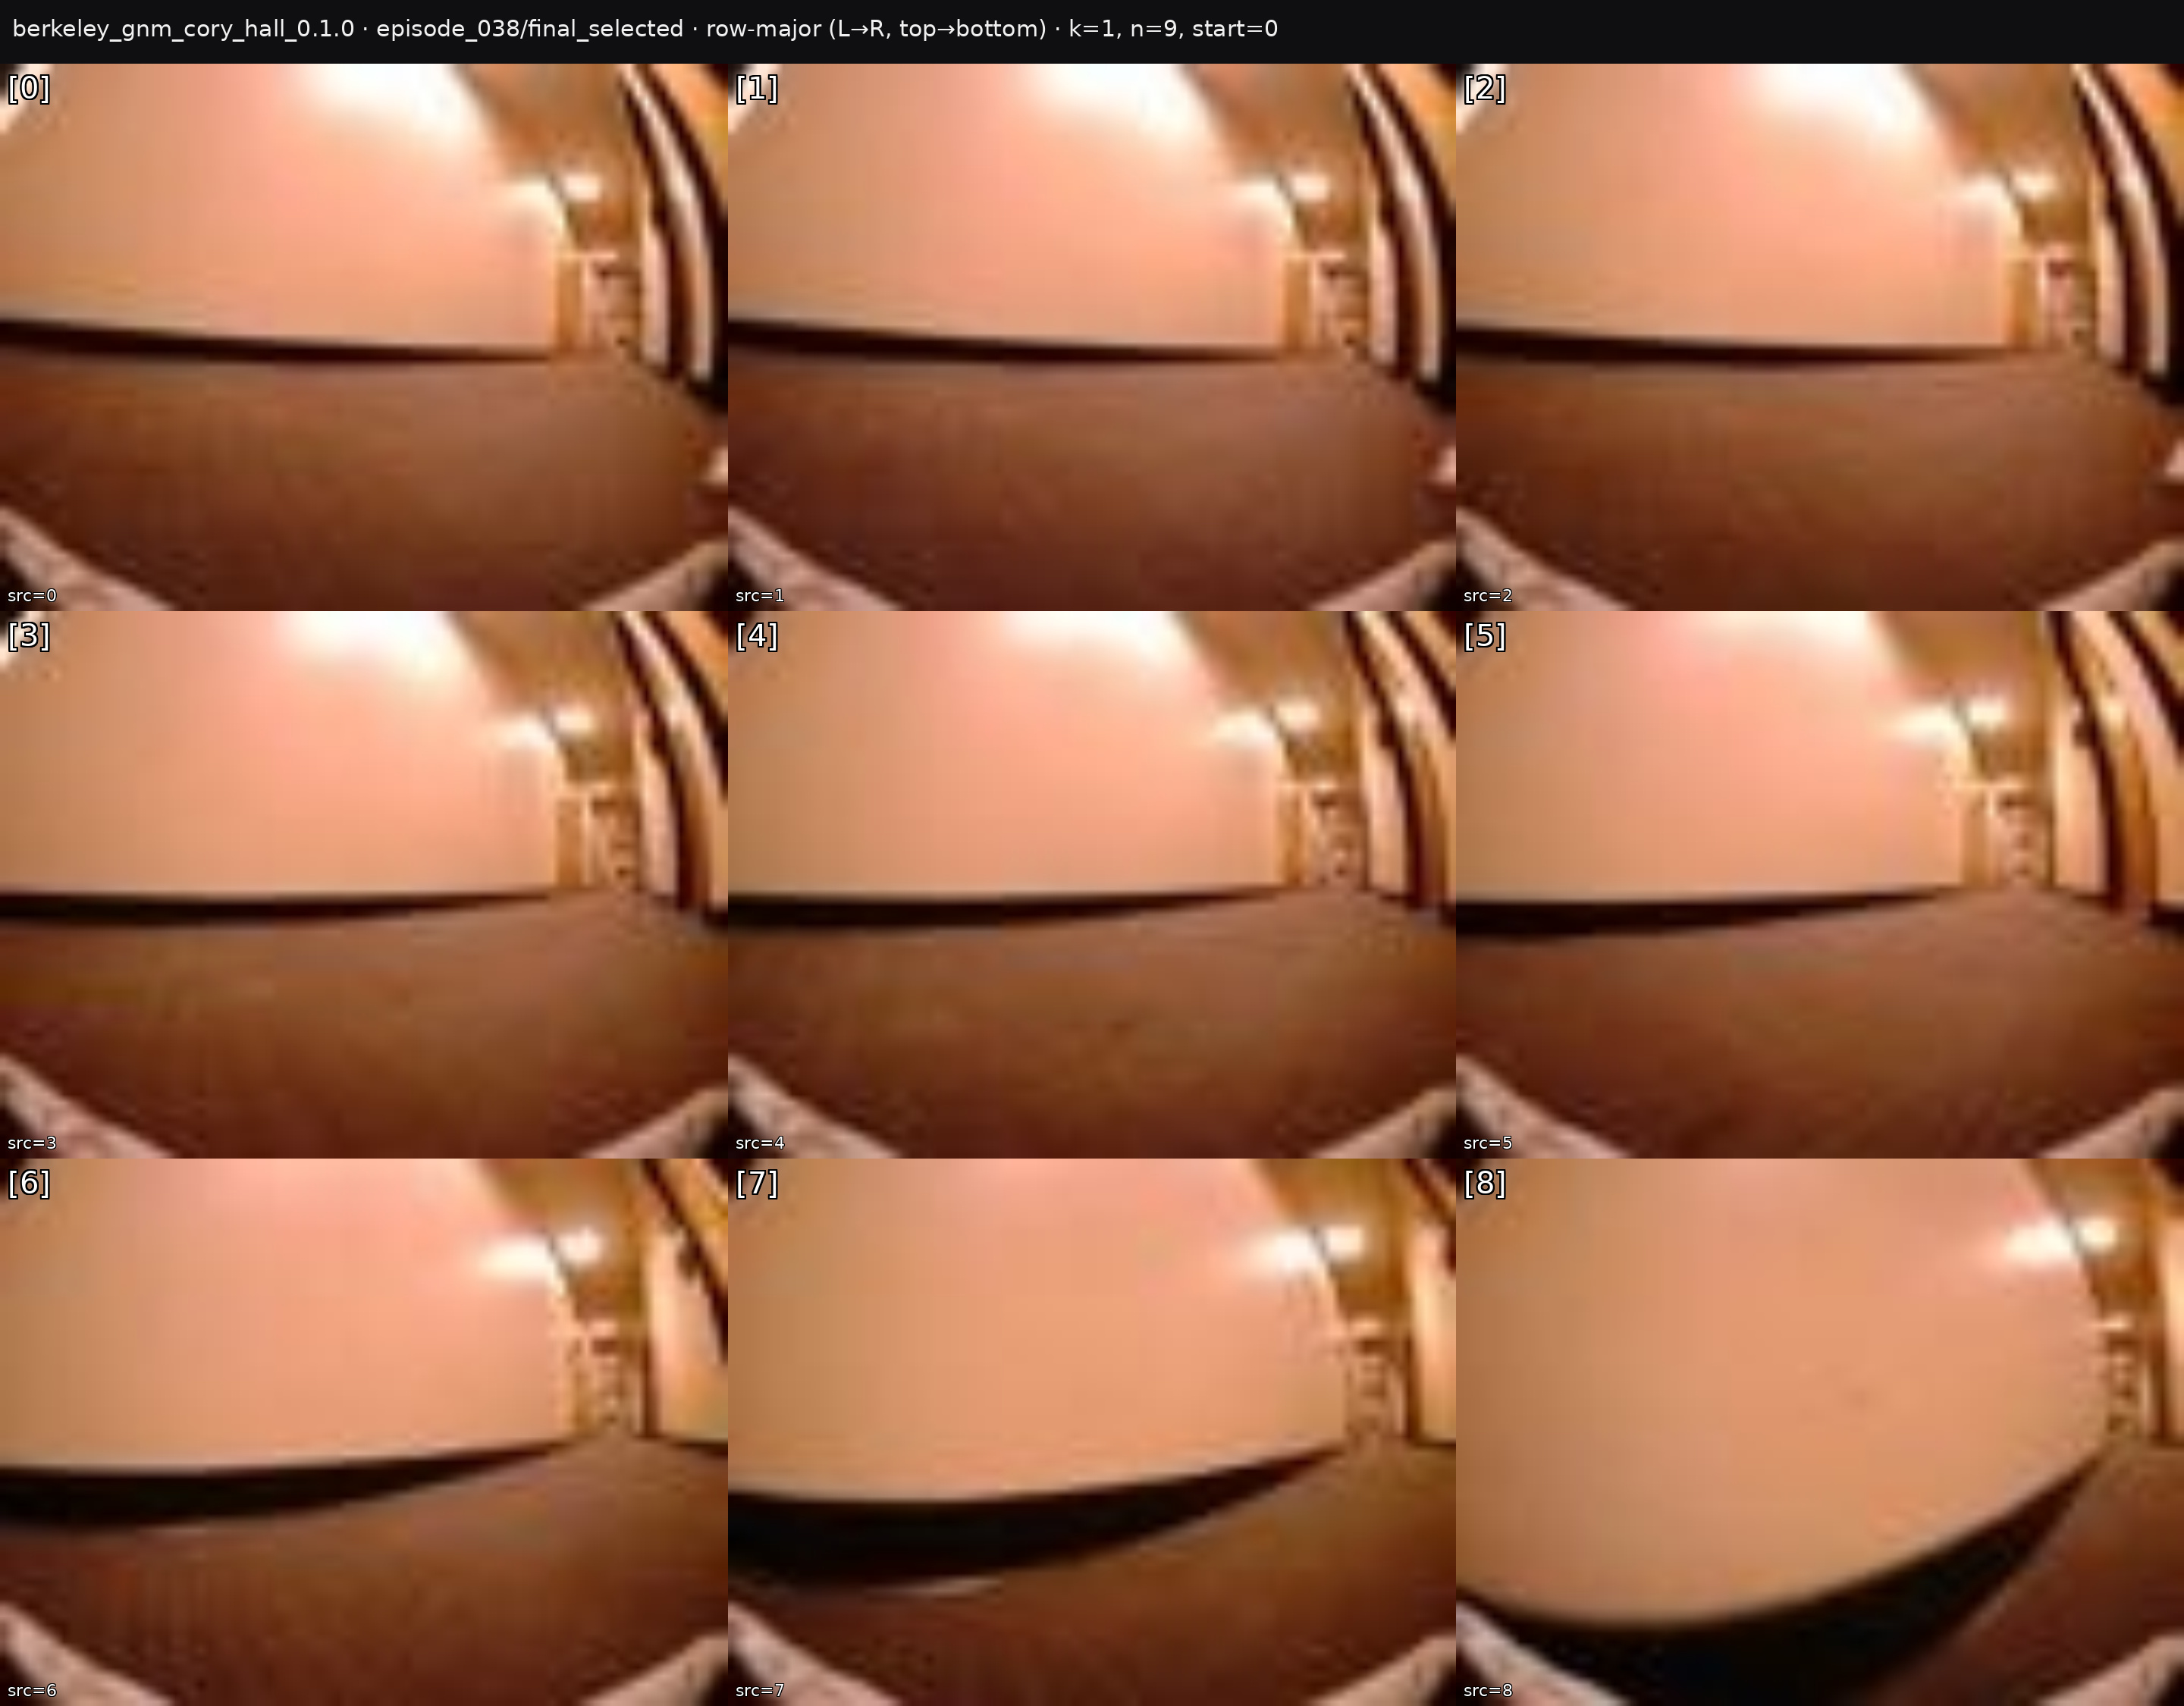 berkeley_gnm_cory_hall_0.1.0 · episode_038/final_selected · row-major (L→R, top→bottom) · k=1, n=9, start=0
[0]
[1]
[2]
src=0
src=1
src=2
[3]
[4]
[5]
src=3
src=4
src=5
[6]
[7]
[8]
src=6
src=7
src=8